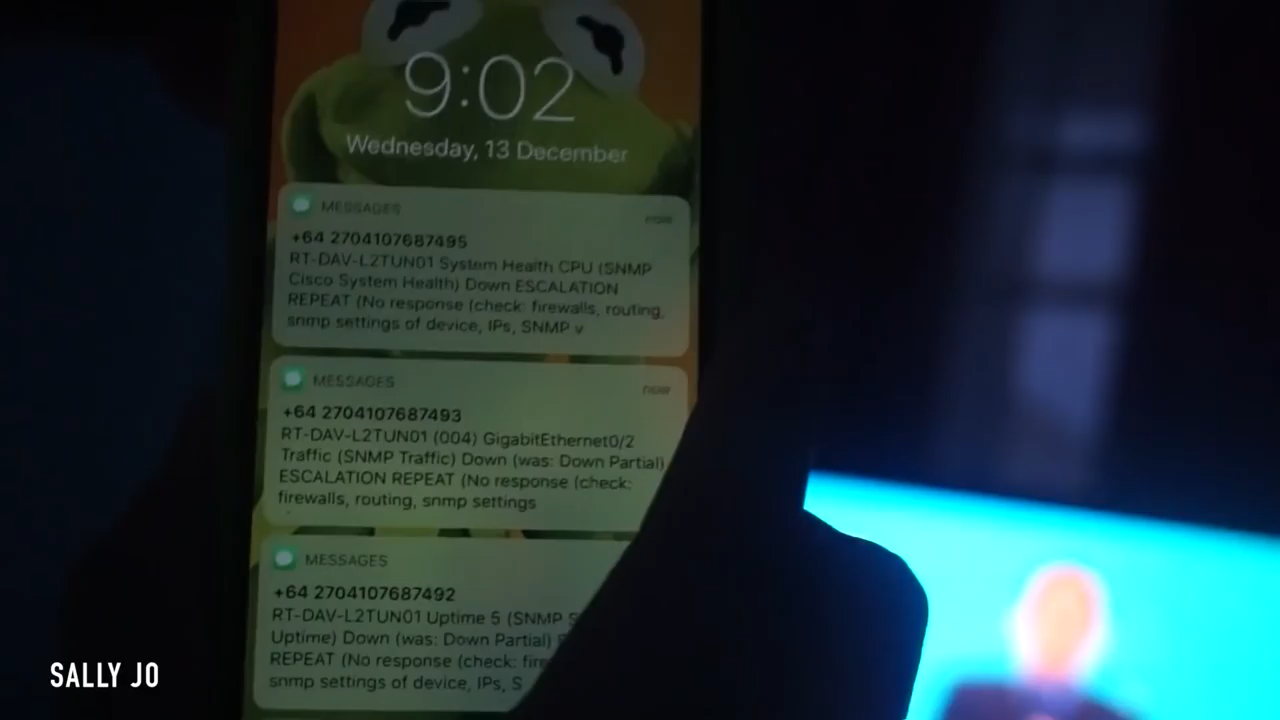 9:02
Wednesday, 13 December
MESSAGES
now
+64 2704107687495
RT-DAV-L2TUN01 System Health CPU (SNMP
Cisco System Health) Down ESCALATION
REPEAT (No response (check: firewalls, routing,
snmp settings of device, IPs, SNMP v
MESSAGES
now
+64 2704107687493
RT-DAV-L2TUN01 (004) GigabitEthernet0/2
Traffic (SNMP Traffic) Down (was: Down Partial)
ESCALATION REPEAT (No response (check:
firewalls, routing, snmp settings
MESSAGES
+64 2704107687492
RT-DAV-L2TUN01 Uptime 5 (SNMP S
Uptime) Down (was: Down Partial)
REPEAT (No response (check: fire
snmp settings of device, IPs, S
SALLY JO